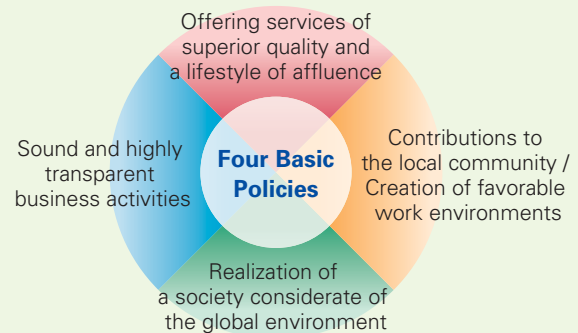 Offering services of
superior quality and
a lifestyle of affluence
Sound and highly
transparent
business activities
Four Basic
Policies
Contributions to
the local community /
Creation of favorable
work environments
Realization of
a society considerate of
the global environment